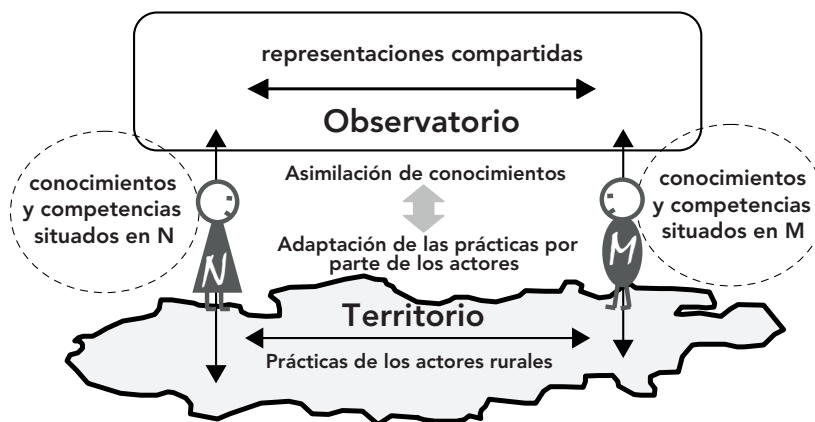 representaciones compartidas
Observatorio
conocimientos
y competencias
situados en N
Asimilación de conocimientos
conocimientos
y competencias
situados en M
Adaptación de las prácticas por
parte de los actores
N
M
Territorio
Prácticas de los actores rurales